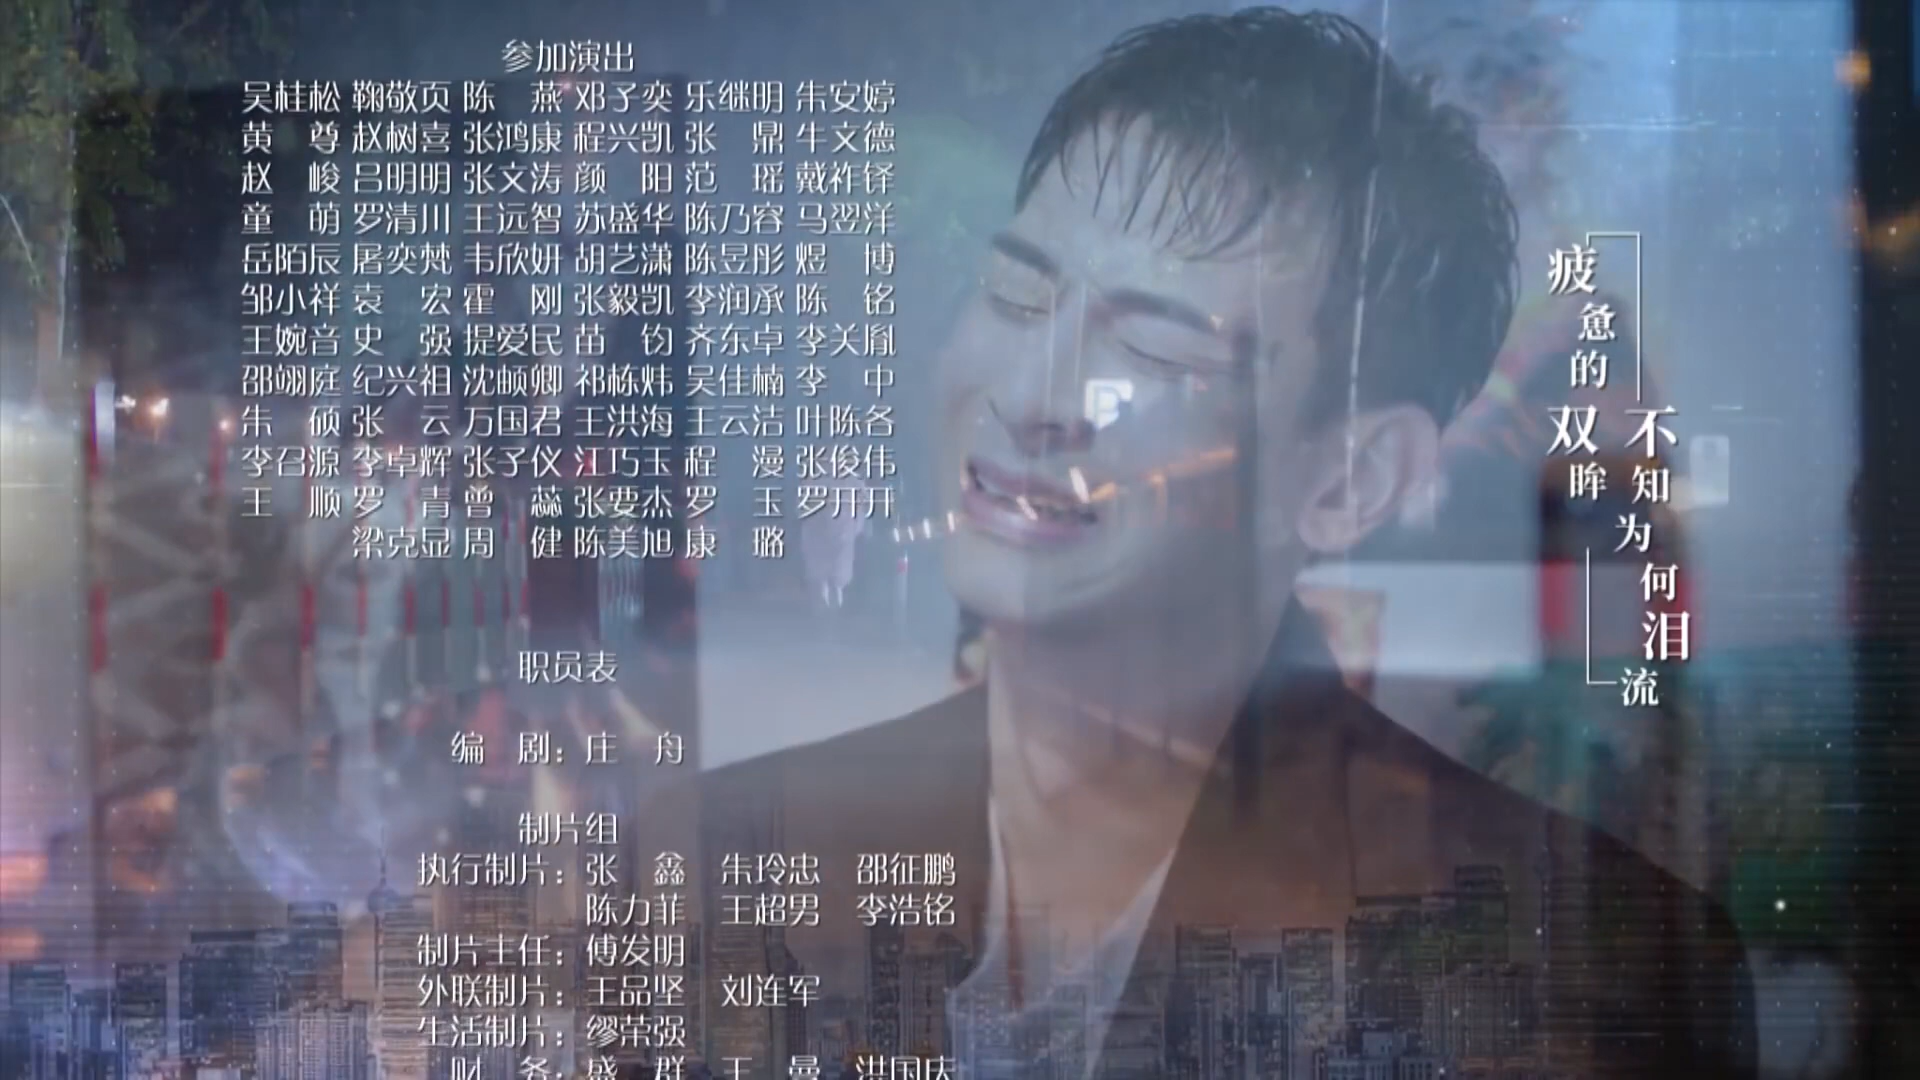 参加演出
吴桂松 鞠敬页 陈　燕 邓子奕 乐继明 朱安婷
黄　尊 赵树喜 张鸿康 程兴凯 张　鼎 牛文德
赵　峻 吕明明 张文涛 颜　阳 范　瑶 戴祚铎
童　萌 罗清川 王远智 苏盛华 陈乃容 马翌洋
岳陌辰 屠奕梵 韦欣妍 胡艺潇 陈昱彤 煜　博
邹小祥 袁　宏 霍　刚 张毅凯 李润承 陈　铭
王婉音 史　强 提爱民 苗　钧 齐东卓 李关胤
邵翊庭 纪兴祖 沈頔卿 祁栋炜 吴佳楠 李　中
朱　硕 张　云 万国君 王洪海 王云洁 叶陈各
李召源 李卓辉 张子仪 江巧玉 程　漫 张俊伟
王　顺 罗　青 曾　蕊 张要杰 罗　玉 罗开开
梁克显 周　健 陈美旭 康　璐
职员表
编　剧：庄　舟
制片组
执行制片：张　鑫　朱玲忠　邵征鹏
陈力菲　王超男　李浩铭
制片主任：傅发明
外联制片：王品坚　刘连军
生活制片：缪荣强
财　务：盛　群　王　曼　洪国庆
疲惫的双眸
不知为何泪流